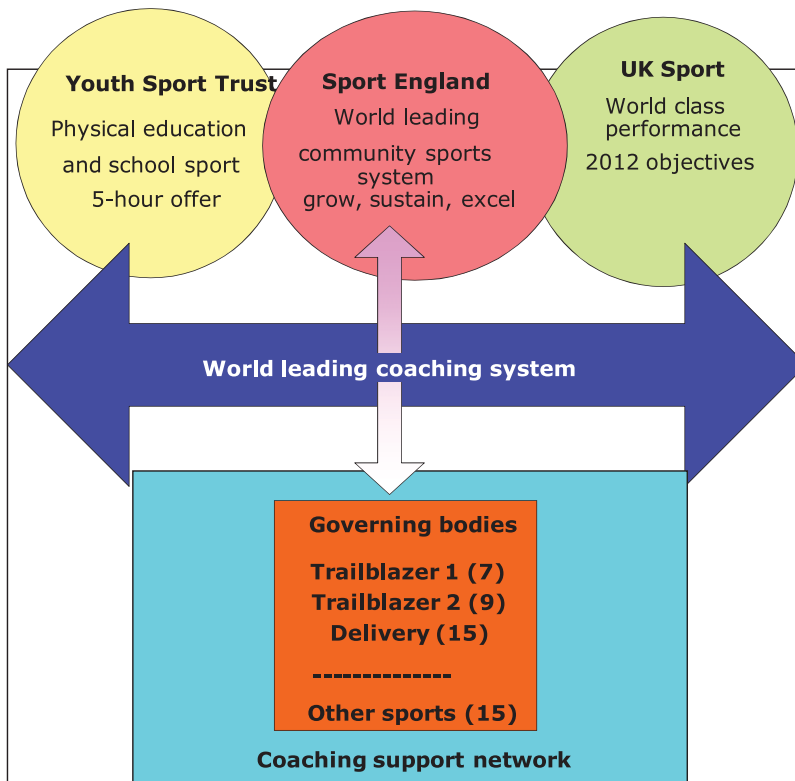 Youth Sport Trust
Physical education
and school sport
5-hour offer
Sport England
World leading
community sports
system
grow, sustain, excel
UK Sport
World class
performance
2012 objectives
World leading coaching system
Governing bodies
Trailblazer 1 (7)
Trailblazer 2 (9)
Delivery (15)
--------------
Other sports (15)
Coaching support network